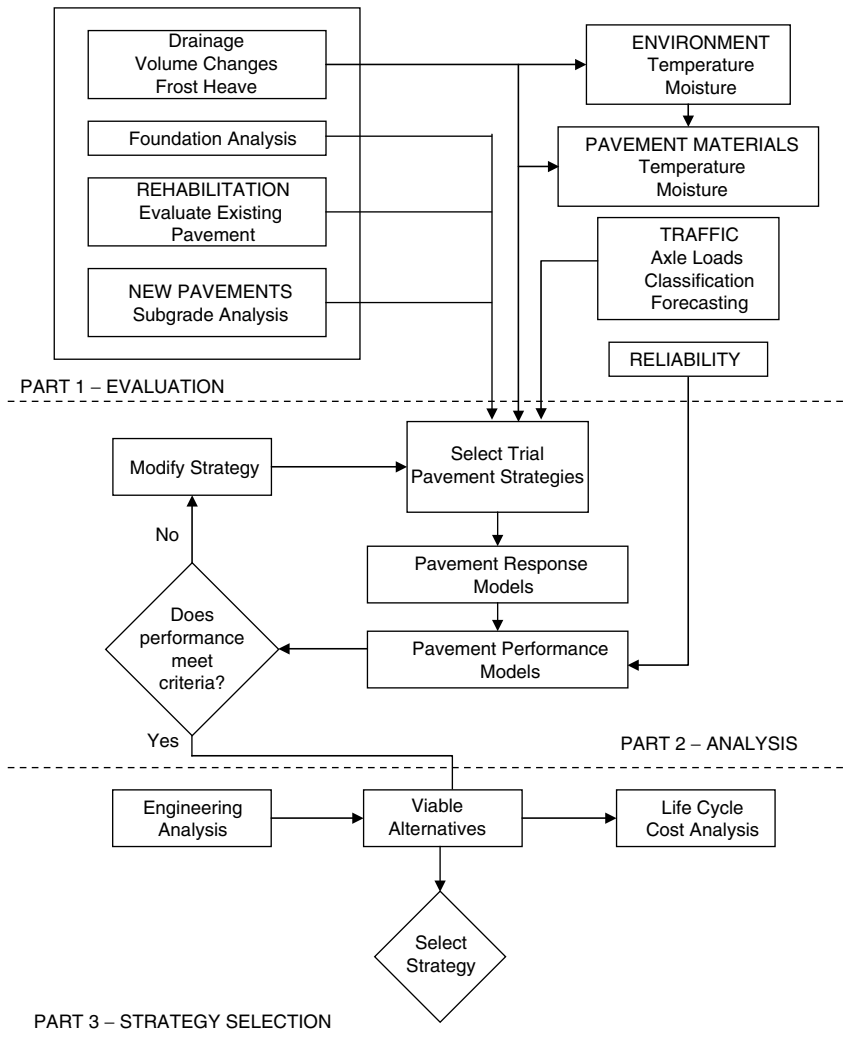 Drainage
Volume Changes
Frost Heave
Foundation Analysis
REHABILITATION
Evaluate Existing
Pavement
NEW PAVEMENTS
Subgrade Analysis
ENVIRONMENT
Temperature
Moisture
PAVEMENT MATERIALS
Temperature
Moisture
TRAFFIC
Axle Loads
Classification
Forecasting
RELIABILITY
PART 1 – EVALUATION
Modify Strategy
Select Trial
Pavement Strategies
No
Pavement Response
Models
Does
performance
meet
criteria?
Pavement Performance
Models
Yes
PART 2 – ANALYSIS
Engineering
Analysis
Viable
Alternatives
Life Cycle
Cost Analysis
Select
Strategy
PART 3 – STRATEGY SELECTION